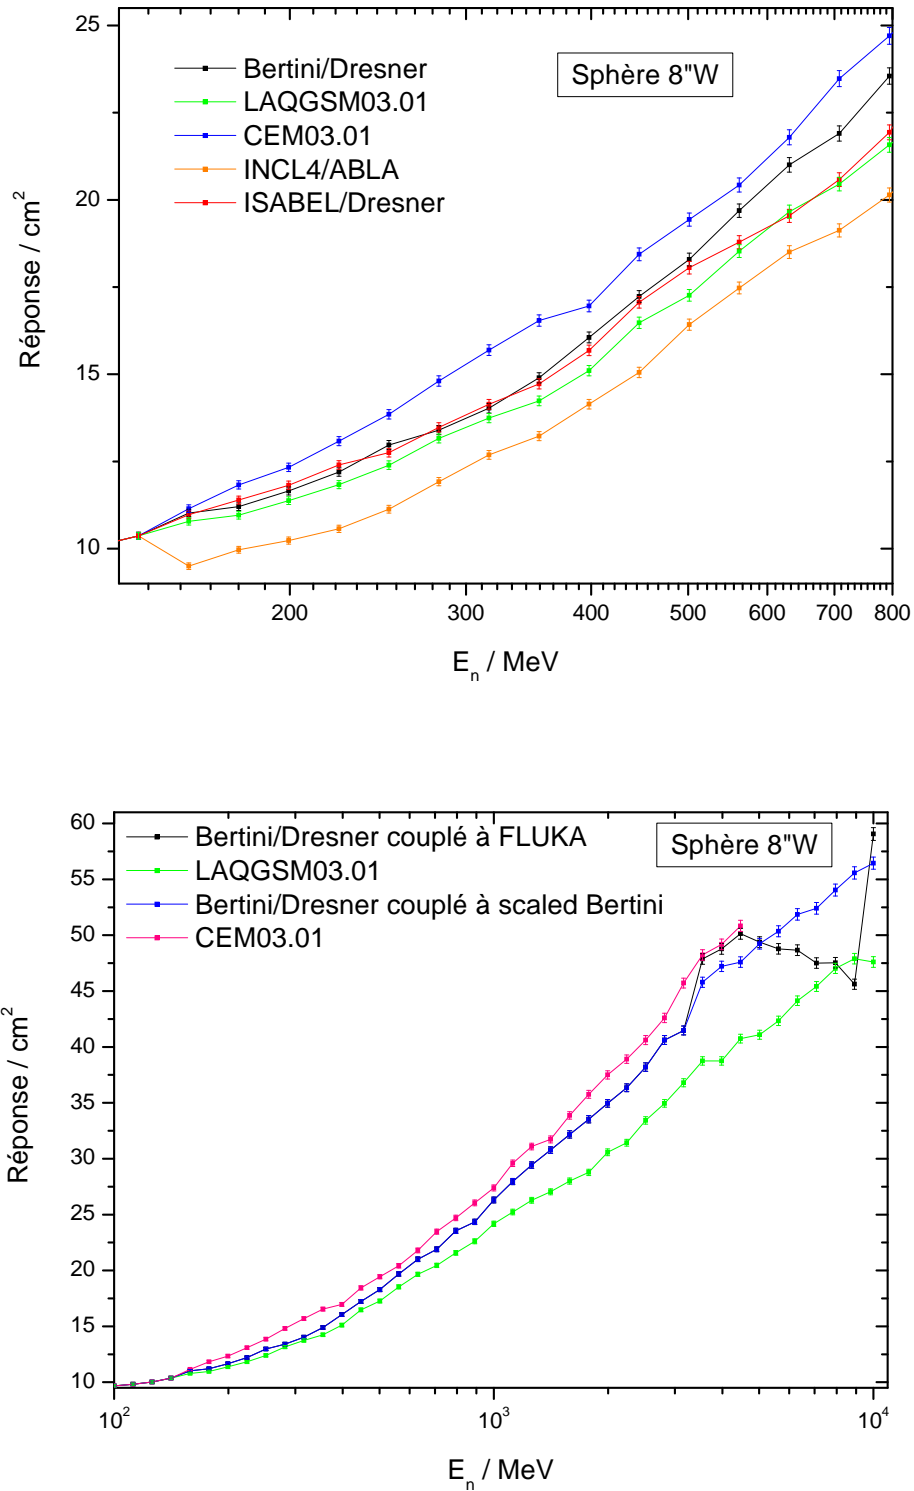 25
20
15
10
Réponse / cm²
Bertini/Dresner
LAQGSM03.01
CEM03.01
INCL4/ABLA
ISABEL/Dresner
Sphère 8"W
200 300 400 500 600 700 800
E_n / MeV
60
55
50
45
40
35
30
25
20
15
10
Réponse / cm²
Bertini/Dresner couplé à FLUKA
LAQGSM03.01
Bertini/Dresner couplé à scaled Bertini
CEM03.01
Sphère 8"W
10² 10³ 10⁴
E_n / MeV